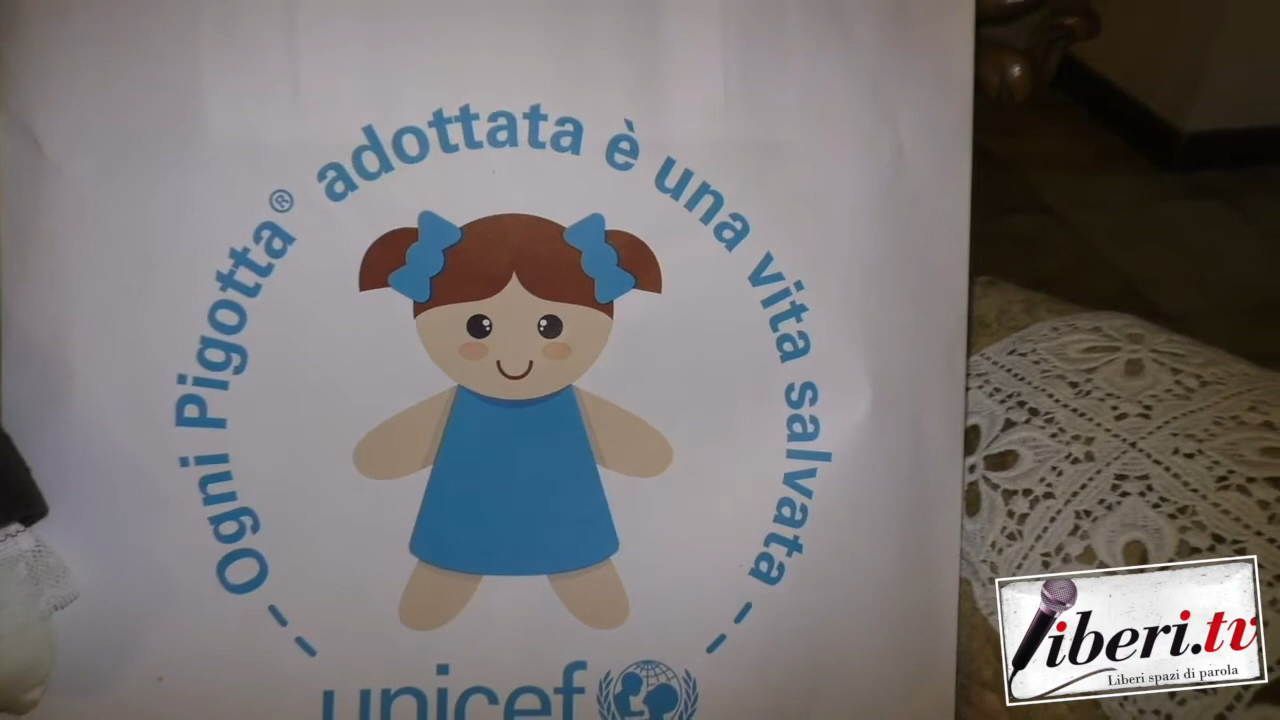 Ogni Pigotta® adottata è una vita salvata
unicef
liberi.tv
Liberi spazi di parola